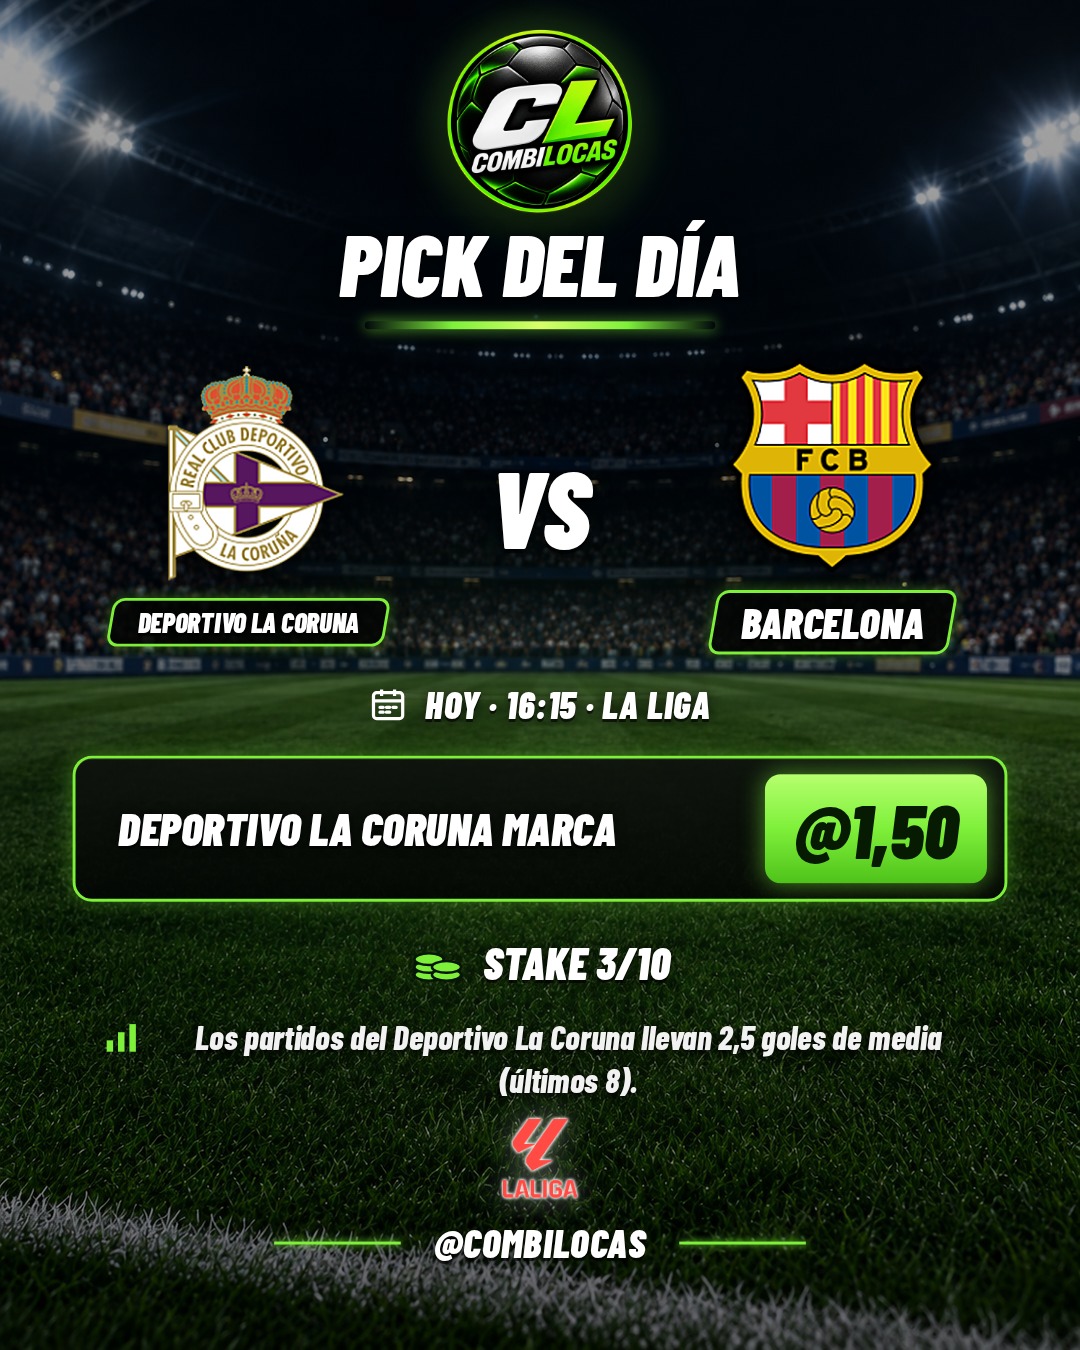 CL
COMBILOCAS
PICK DEL DÍA
REAL CLUB DEPORTIVO
LA CORUÑA
FCB
VS
DEPORTIVO LA CORUNA
BARCELONA
HOY · 16:15 · LA LIGA
DEPORTIVO LA CORUNA MARCA
@1,50
STAKE 3/10
Los partidos del Deportivo La Coruna llevan 2,5 goles de media
(últimos 8).
LALIGA
@COMBILOCAS